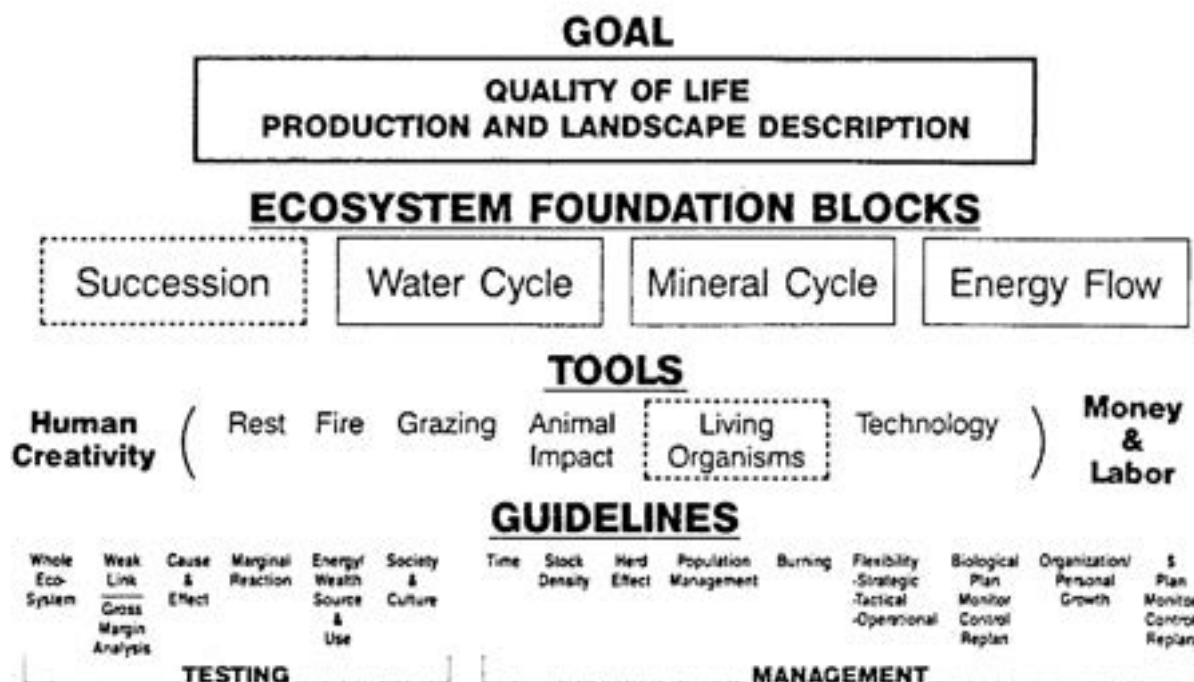 GOAL
QUALITY OF LIFE
PRODUCTION AND LANDSCAPE DESCRIPTION
ECOSYSTEM FOUNDATION BLOCKS
Succession
Water Cycle
Mineral Cycle
Energy Flow
TOOLS
Human
Creativity
(
Rest
Fire
Grazing
Animal
Impact
Living
Organisms
Technology
)
Money
&
Labor
GUIDELINES
Whole
Eco-
System
Weak
Link
Gross
Margin
Analysis
Cause
&
Effect
Marginal
Reaction
Energy/
Wealth
Source
&
Use
Society
&
Culture
TESTING
Time
Stock
Density
Herd
Effect
Population
Management
Burning
Flexibility
-Strategic
-Tactical
-Operational
Biological
Plan
Monitor
Control
Replan
Organization/
Personal
Growth
$
Plan
Monitor
Control
Replan
MANAGEMENT